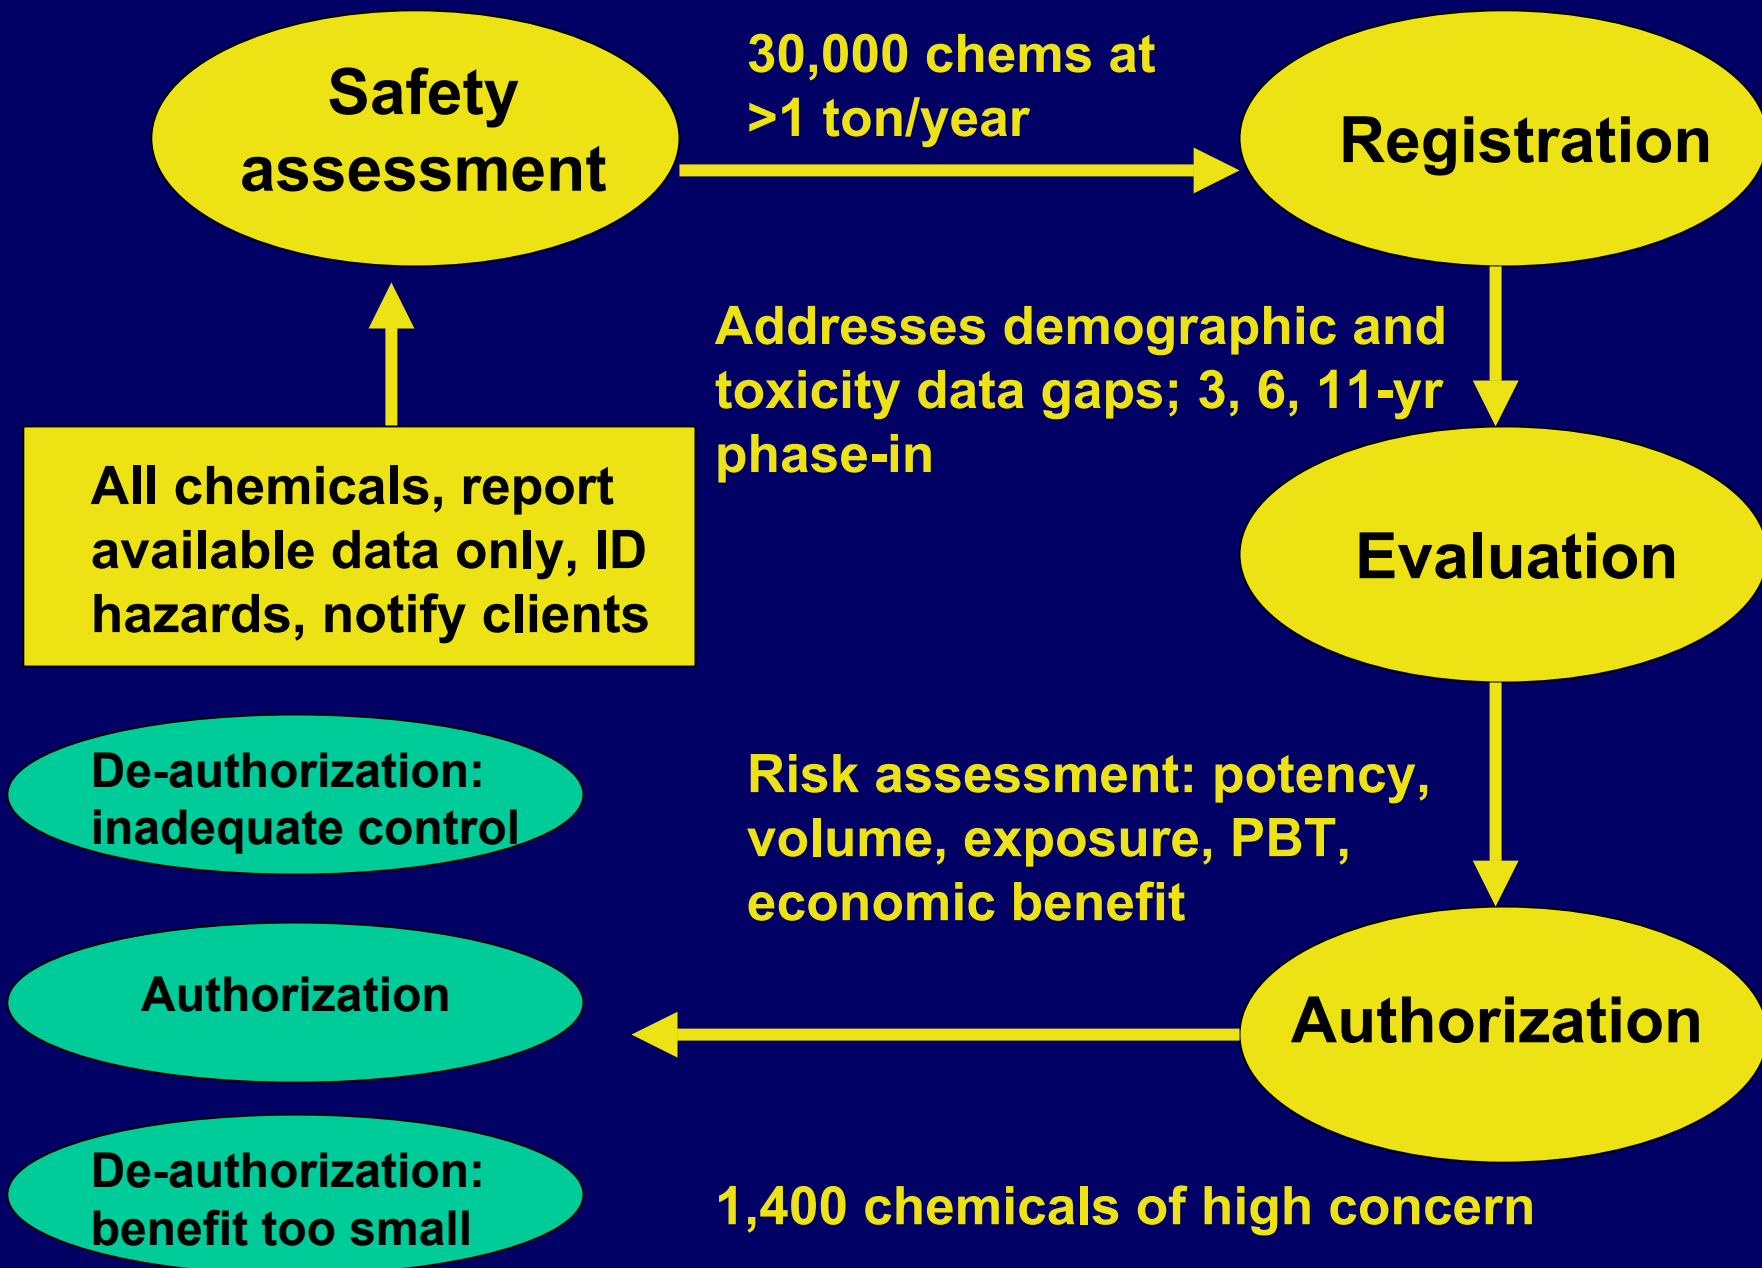 Safety
assessment
30,000 chems at
>1 ton/year
Registration
Addresses demographic and
toxicity data gaps; 3, 6, 11-yr
phase-in
All chemicals, report
available data only, ID
hazards, notify clients
Evaluation
De-authorization:
inadequate control
Risk assessment: potency,
volume, exposure, PBT,
economic benefit
Authorization
Authorization
De-authorization:
benefit too small
1,400 chemicals of high concern